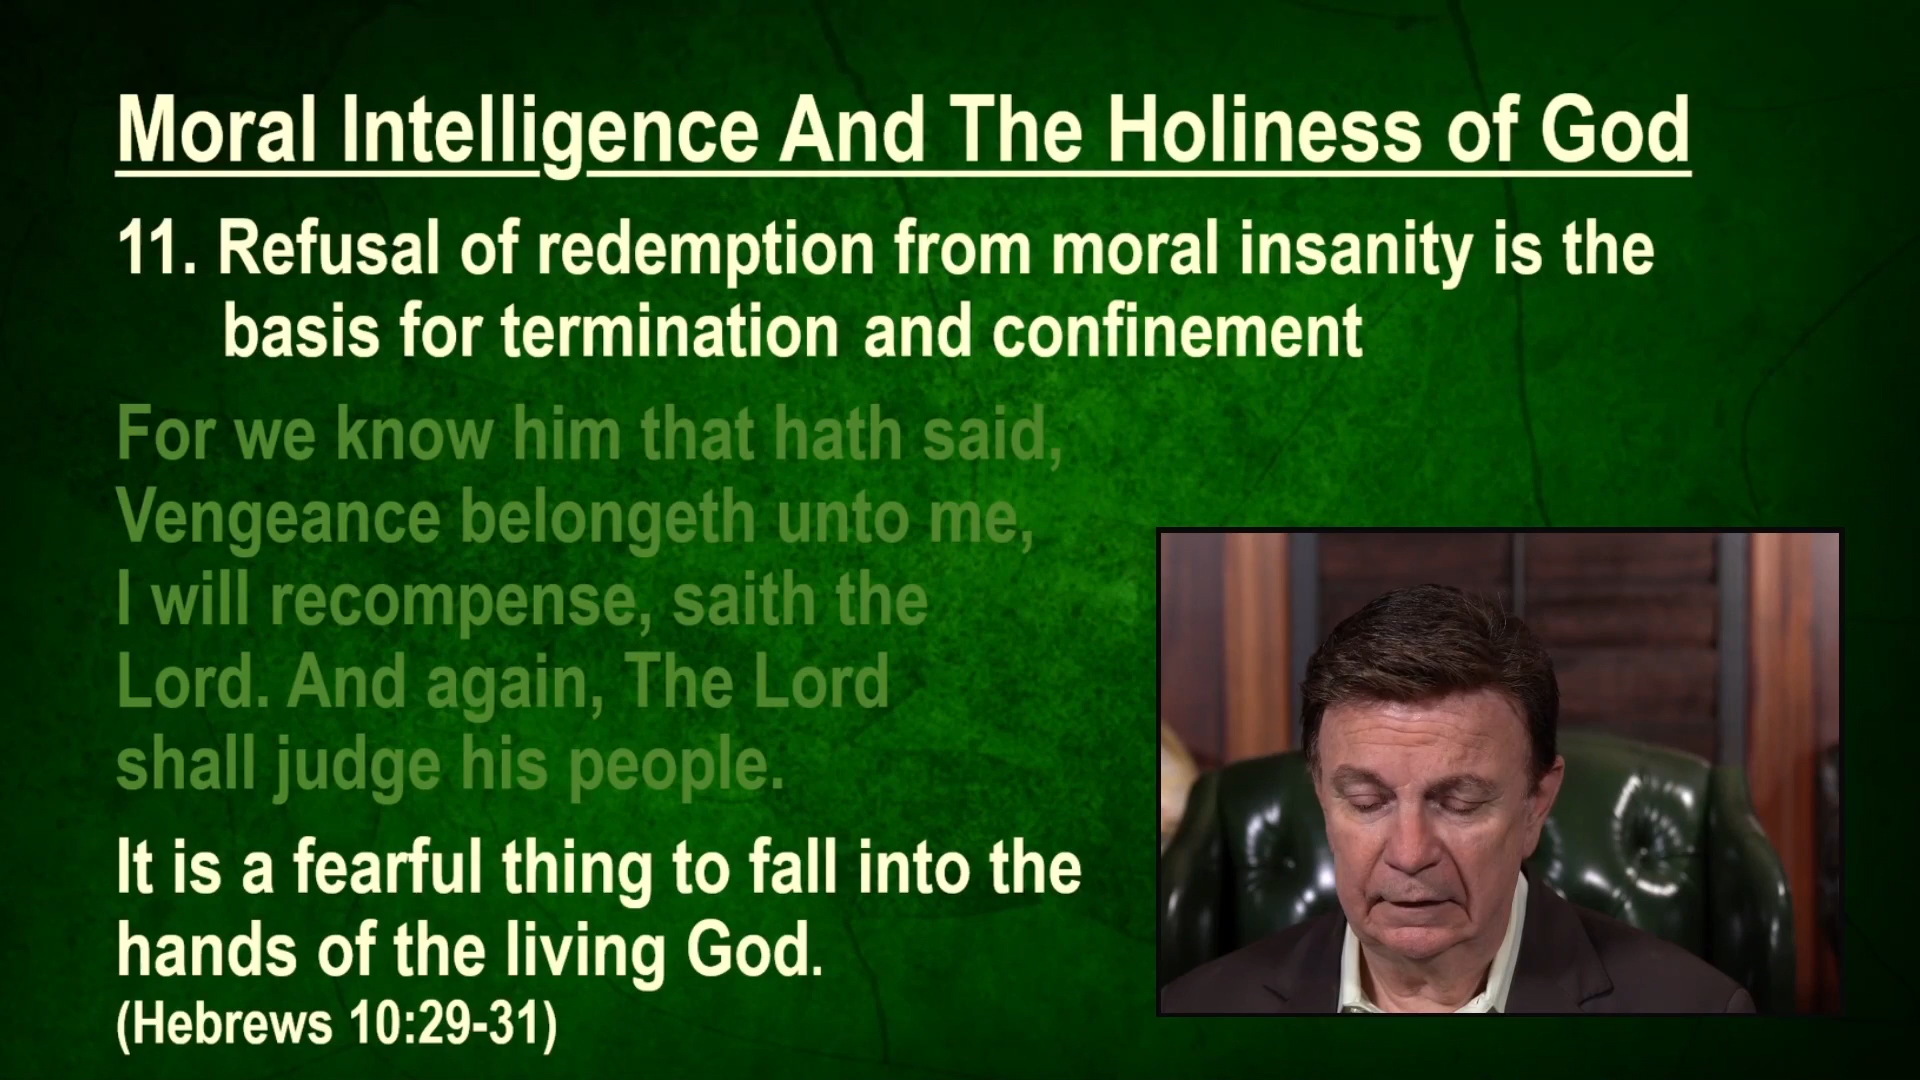 Moral Intelligence And The Holiness of God
11. Refusal of redemption from moral insanity is the
basis for termination and confinement
For we know him that hath said,
Vengeance belongeth unto me,
I will recompense, saith the
Lord. And again, The Lord
shall judge his people.
It is a fearful thing to fall into the
hands of the living God.
(Hebrews 10:29-31)